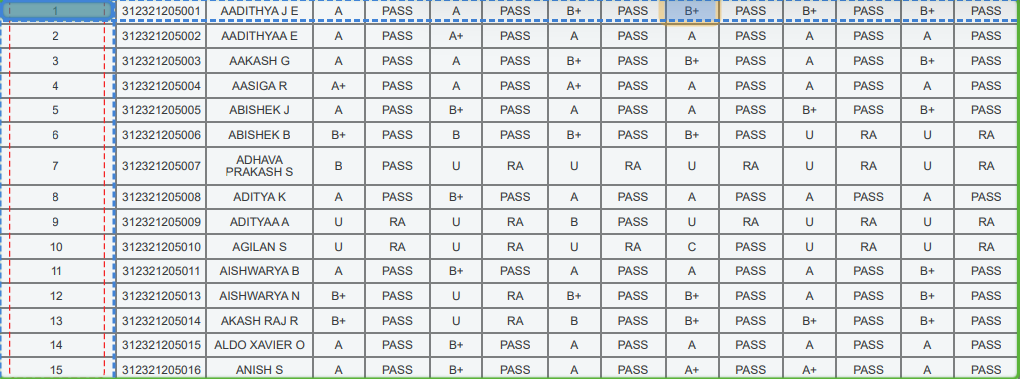 1 312321205001 AADITHYA J E A PASS A PASS B+ PASS B+ PASS B+ PASS B+ PASS
2 312321205002 AADITHYAA E A PASS A+ PASS A PASS A PASS A PASS A PASS
3 312321205003 AAKASH G A PASS A PASS B+ PASS B+ PASS A PASS B+ PASS
4 312321205004 AASIGA R A+ PASS A PASS A+ PASS A PASS A PASS A PASS
5 312321205005 ABISHEK J A PASS B+ PASS A PASS A PASS B+ PASS B+ PASS
6 312321205006 ABISHEK B B+ PASS B PASS B+ PASS B+ PASS U RA U RA
7 312321205007 ADHAVA PRAKASH S B PASS U RA U RA U RA U RA U RA
8 312321205008 ADITYA K A PASS B+ PASS A PASS A PASS A PASS A PASS
9 312321205009 ADITYAA A U RA U RA B PASS U RA U RA U RA
10 312321205010 AGILAN S U RA U RA U RA C PASS U RA U RA
11 312321205011 AISHWARYA B A PASS B+ PASS A PASS A PASS A PASS B+ PASS
12 312321205013 AISHWARYA N B+ PASS U RA B+ PASS B+ PASS A PASS B+ PASS
13 312321205014 AKASH RAJ R B+ PASS U RA B PASS B+ PASS B+ PASS B+ PASS
14 312321205015 ALDO XAVIER O A PASS B+ PASS A PASS A PASS A PASS A PASS
15 312321205016 ANISH S A PASS B+ PASS A PASS A+ PASS A+ PASS A PASS